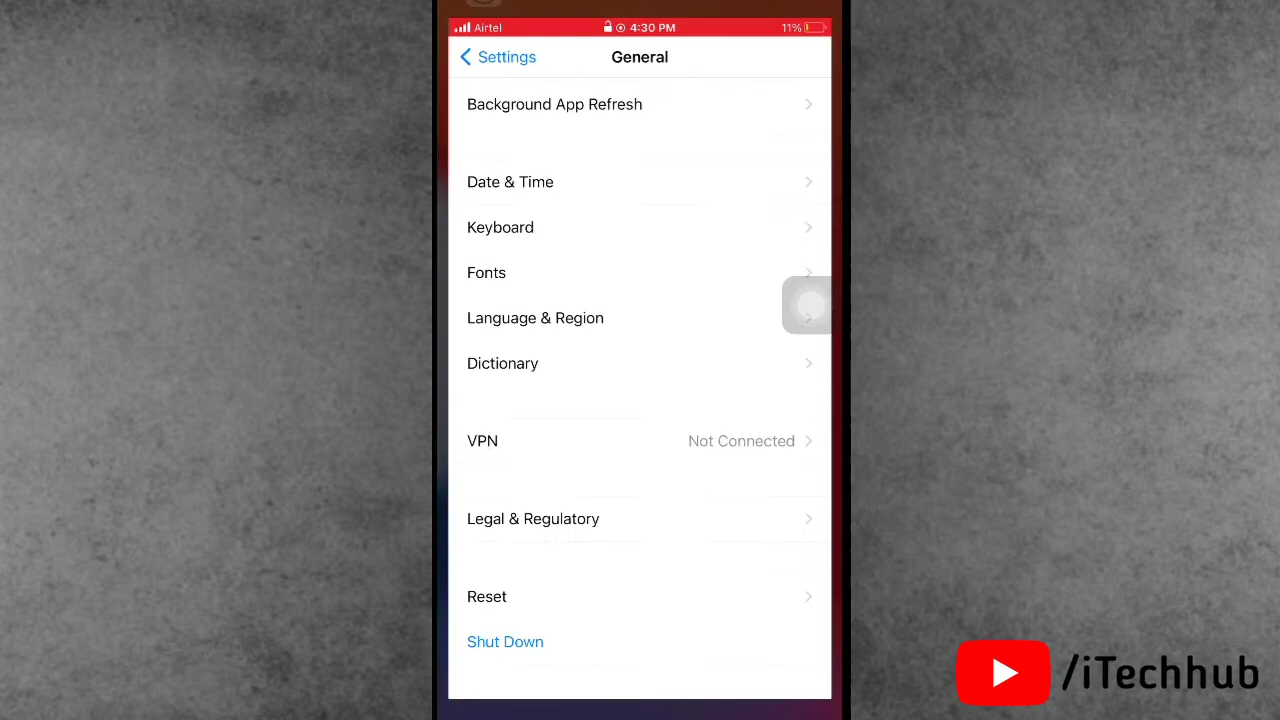 Airtel 4:30 PM 11%
Settings General
Background App Refresh
Date & Time
Keyboard
Fonts
Language & Region
Dictionary
VPN Not Connected
Legal & Regulatory
Reset
Shut Down
/iTechhub